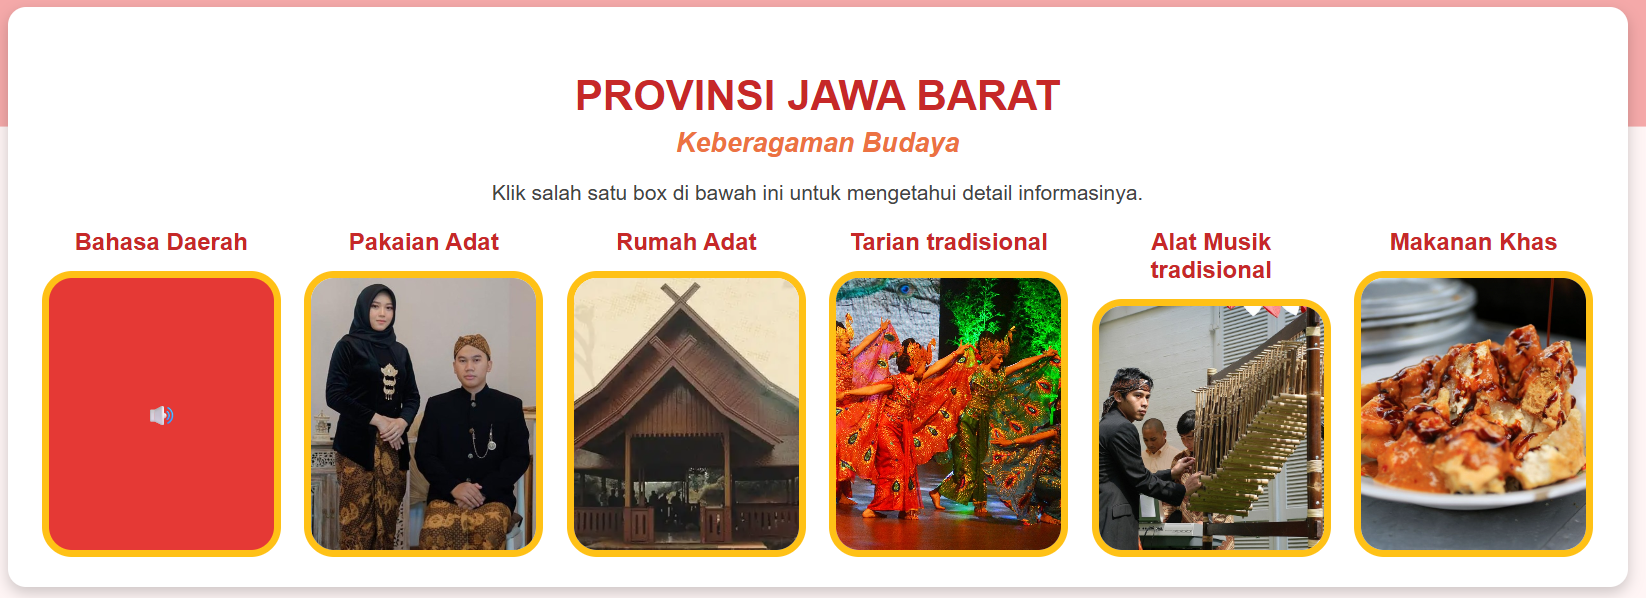 PROVINSI JAWA BARAT
Keberagaman Budaya
Klik salah satu box di bawah ini untuk mengetahui detail informasinya.
Bahasa Daerah
Pakaian Adat
Rumah Adat
Tarian tradisional
Alat Musik
tradisional
Makanan Khas